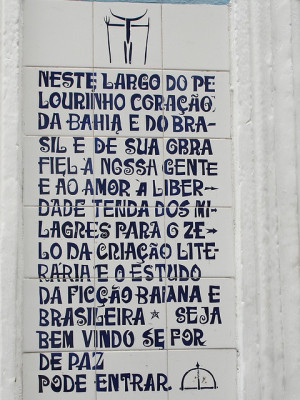 NESTE LARGO DO PE
LOURINHO CORAÇÃO
DA BAHIA E DO BRA-
SIL E DE SUA OBRA
FIEL A NOSSA GENTE
E AO AMOR À LIBER-
DADE TENDA DOS MI-
LAGRES PARA O ZE-
LO DA CRIAÇÃO LITE-
RÁRIA E O ESTUDO
DA FICÇÃO BAIANA E
BRASILEIRA * SEJA
BEM VINDO SE FOR
DE PAZ
PODE ENTRAR